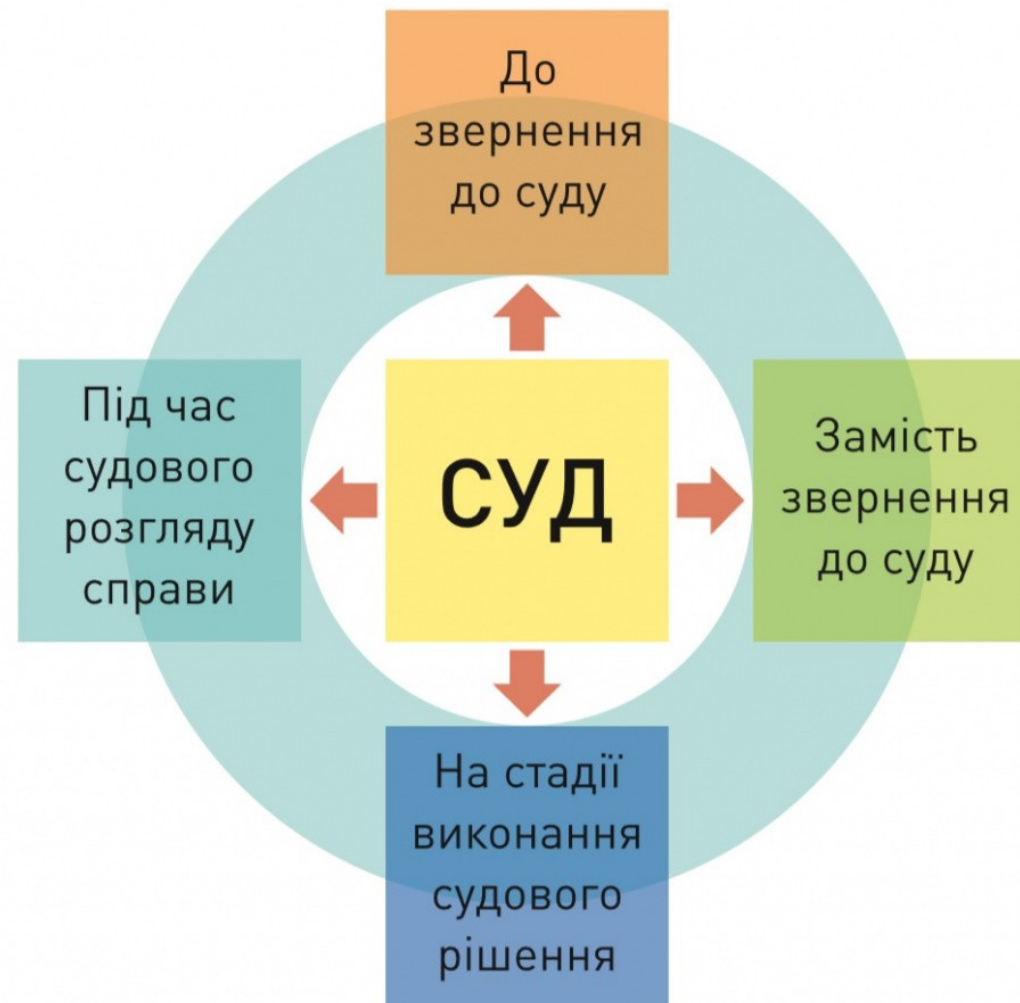 До
звернення
до суду
Під час
судового
розгляду
справи
СУД
Замість
звернення
до суду
На стадії
виконання
судового
рішення